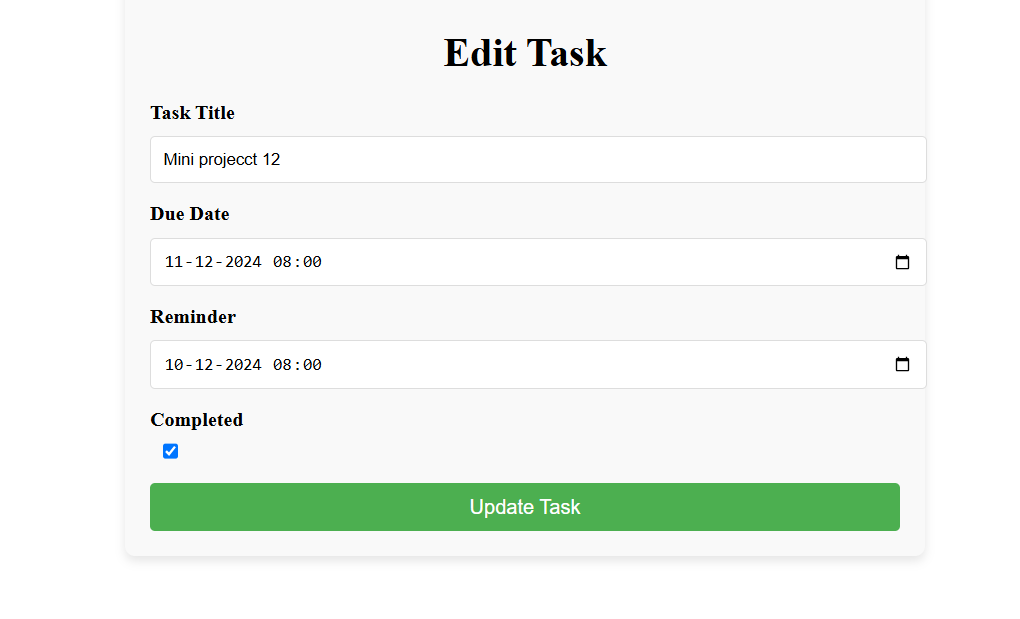 Edit Task
Task Title
Mini projecct 12
Due Date
11-12-2024 08:00
Reminder
10-12-2024 08:00
Completed
Update Task